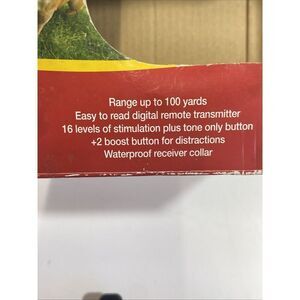 Range up to 100 yards
Easy to read digital remote transmitter
16 levels of stimulation plus tone only button
+2 boost button for distractions
Waterproof receiver collar